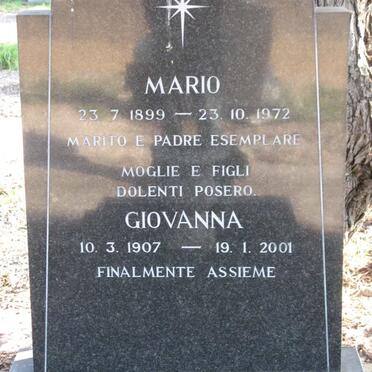 MARIO
23. 7. 1899 — 23. 10. 1972
MARITO E PADRE ESEMPLARE
MOGLIE E FIGLI
DOLENTI POSERO.
GIOVANNA
10. 3. 1907 — 19. 1. 2001
FINALMENTE ASSIEME